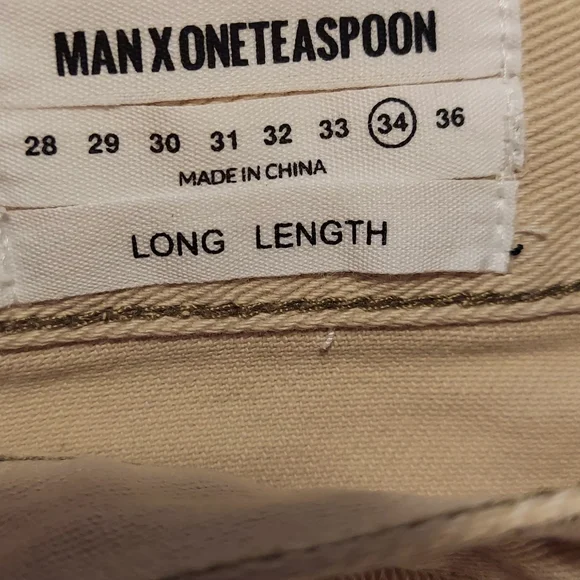 MAN X ONETEASPOON
28 29 30 31 32 33 34 36
MADE IN CHINA
LONG LENGTH